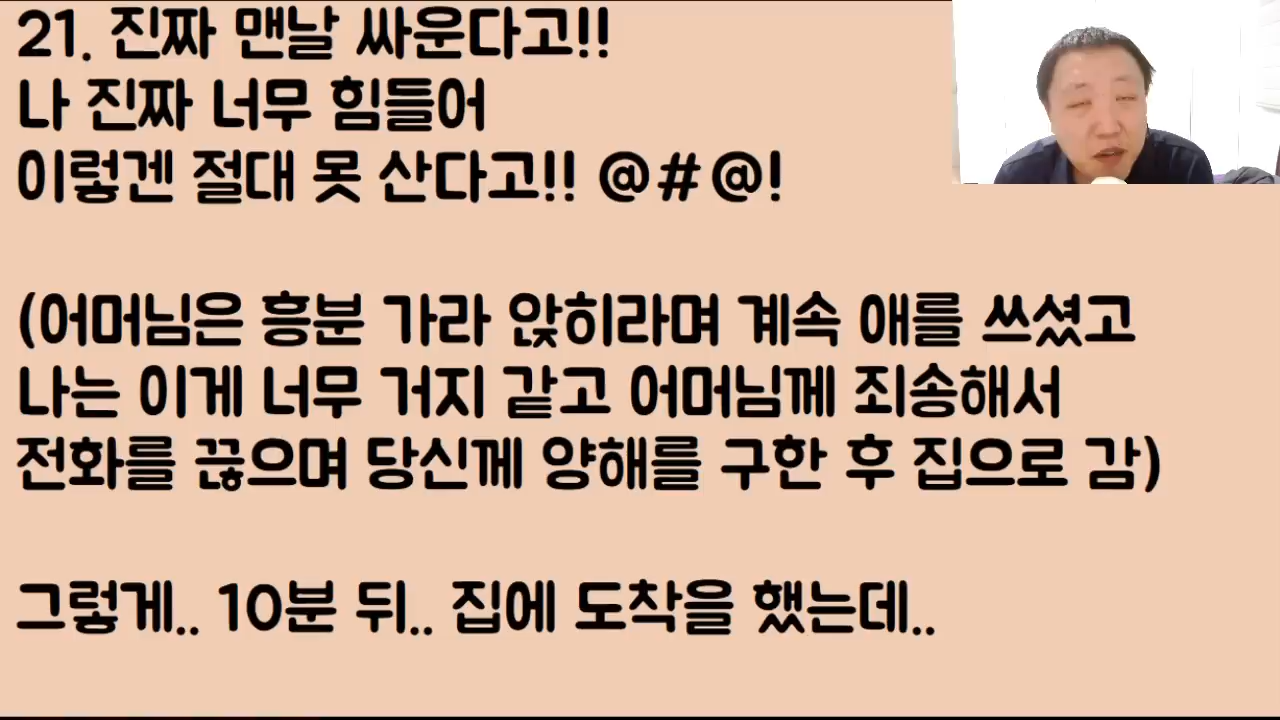 21. 진짜 맨날 싸운다고!!
나 진짜 너무 힘들어
이렇겐 절대 못 산다고!! @#@!
(어머님은 흥분 가라 앉히라며 계속 애를 쓰셨고
나는 이게 너무 거지 같고 어머님께 죄송해서
전화를 끊으며 당신께 양해를 구한 후 집으로 감)
그렇게.. 10분 뒤.. 집에 도착을 했는데..